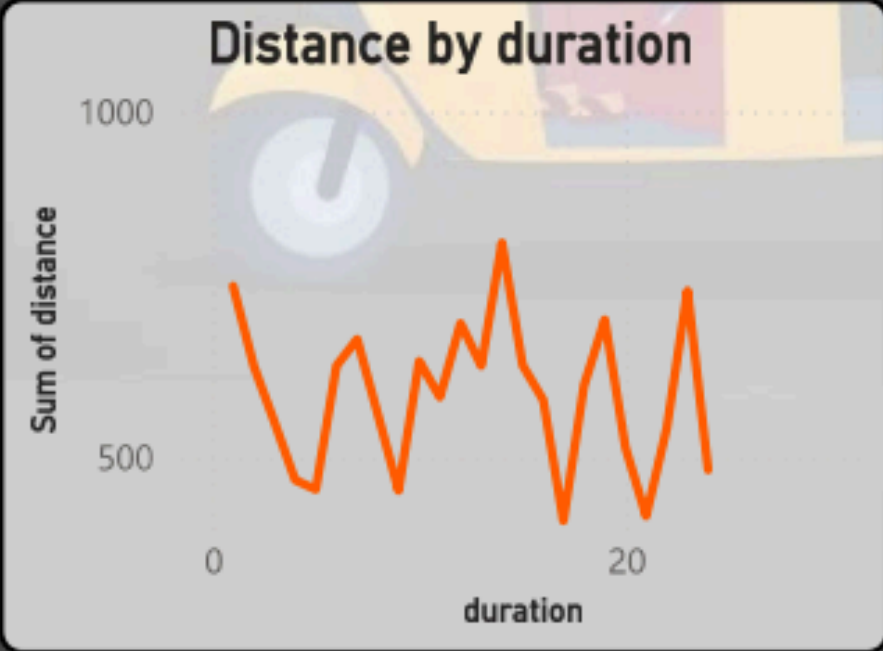 Distance by duration
1000
Sum of distance
500
0 20
duration